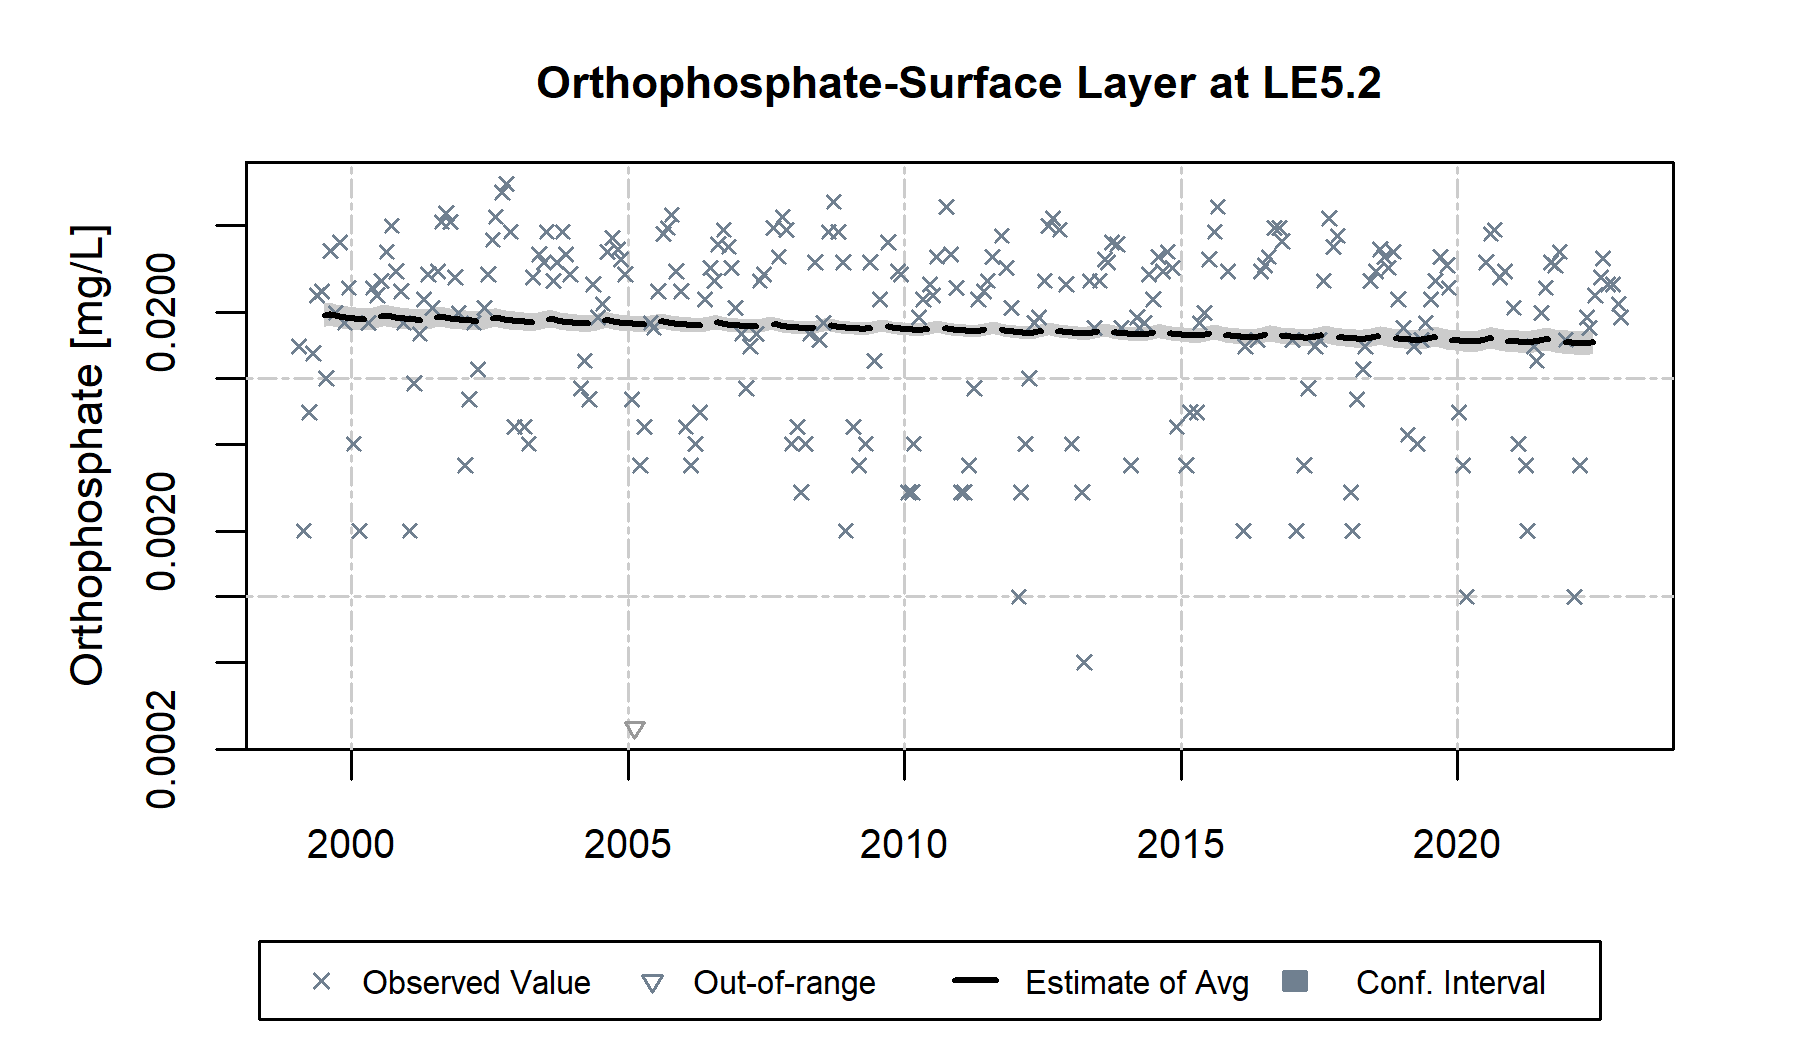 Orthophosphate-Surface Layer at LE5.2
Orthophosphate [mg/L]
0.0200
0.0020
0.0002
2000 2005 2010 2015 2020
Observed Value Out-of-range Estimate of Avg Conf. Interval